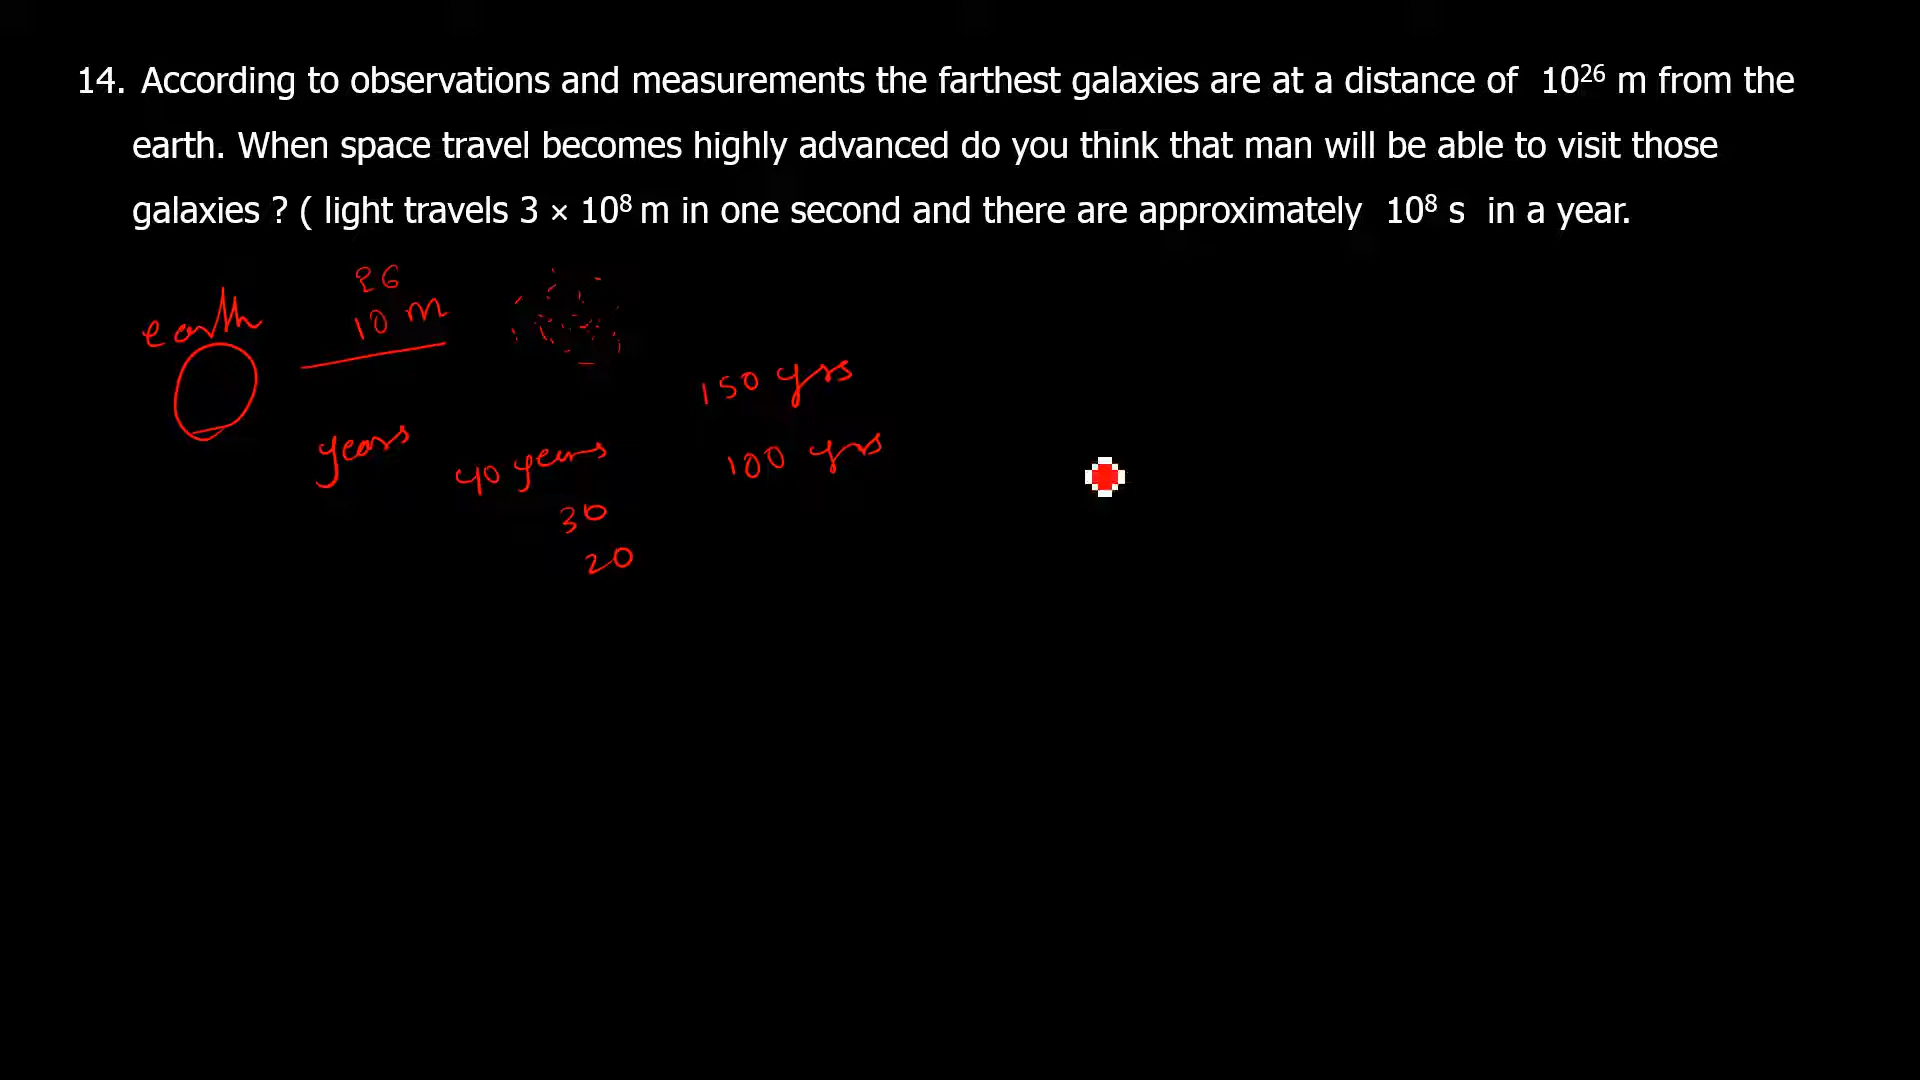 14. According to observations and measurements the farthest galaxies are at a distance of 10²⁶ m from the
earth. When space travel becomes highly advanced do you think that man will be able to visit those
galaxies ? ( light travels 3 × 10⁸ m in one second and there are approximately 10⁸ s in a year.
earth
10²⁶ m
150 yrs
years
40 years
100 yrs
30
20